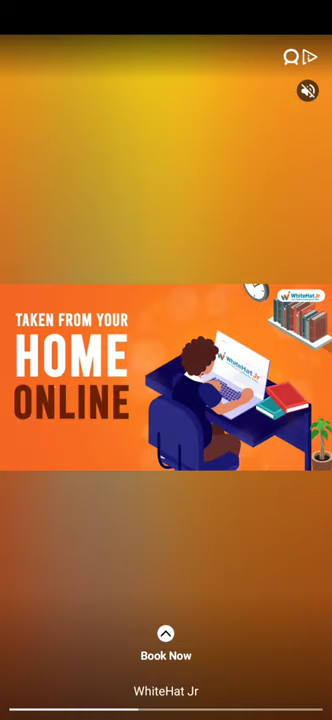 WhiteHat Jr
TAKEN FROM YOUR
HOME
ONLINE
WhiteHat Jr
Book Now
WhiteHat Jr